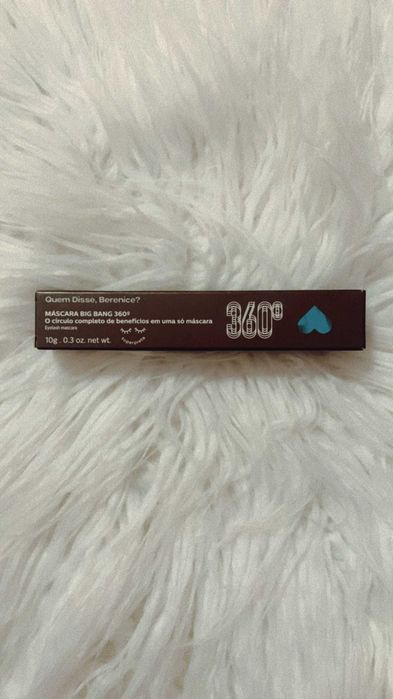 Quem Disse, Berenice?
MÁSCARA BIG BANG 360º
O círculo completo de benefícios em uma só máscara
Eyelash mascara
10g . 0.3 oz. net wt.
superpreta
360º